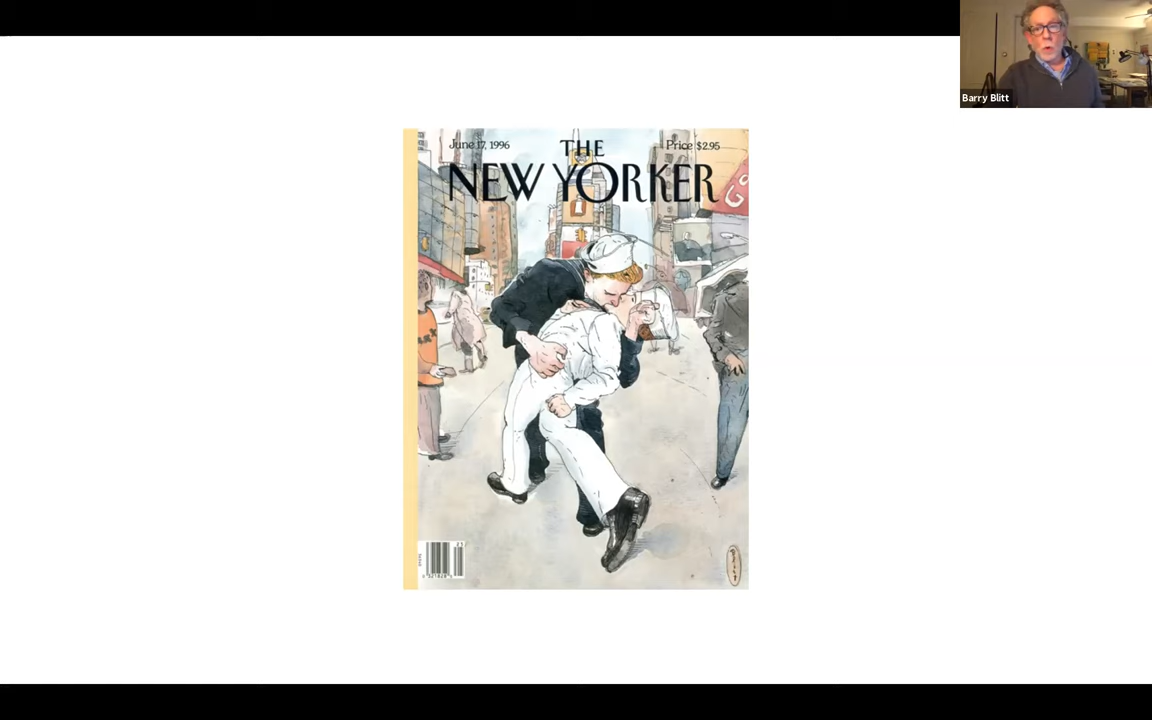 June 17, 1996
THE
Price $2.95
NEW YORKER
Barry Blitt